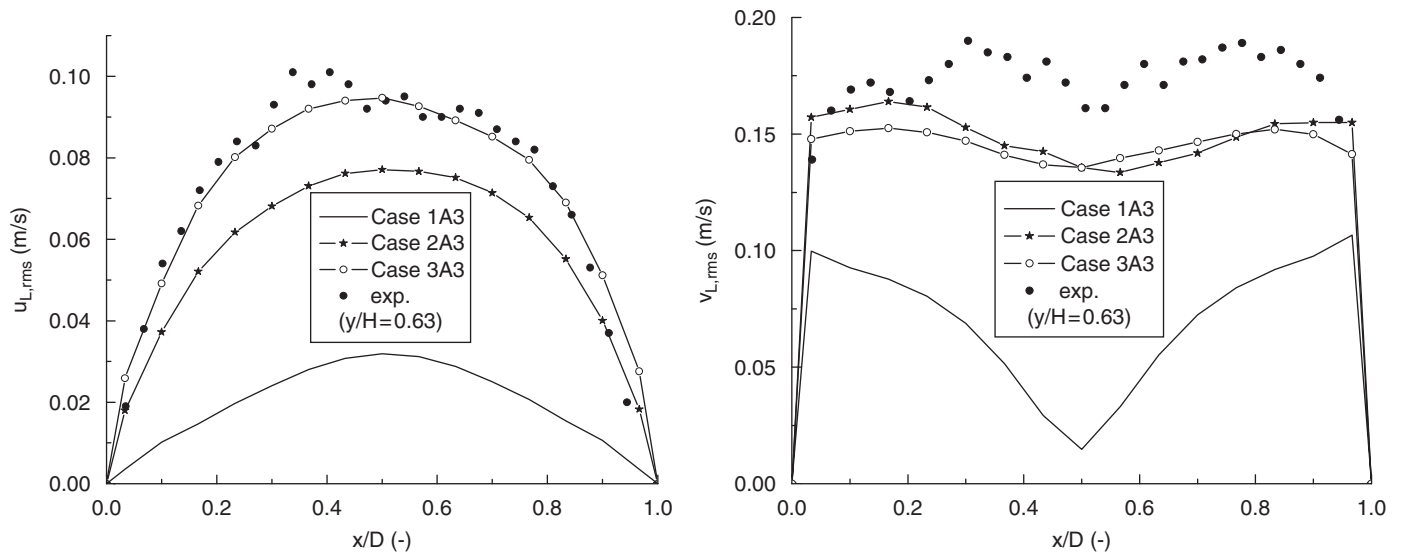 0.10
0.08
0.06
0.04
0.02
0.00
u_L,rms (m/s)
Case 1A3
Case 2A3
Case 3A3
exp.
(y/H=0.63)
0.0 0.2 0.4 0.6 0.8 1.0
x/D (-)
0.20
0.15
0.10
0.05
0.00
v_L,rms (m/s)
Case 1A3
Case 2A3
Case 3A3
exp.
(y/H=0.63)
0.0 0.2 0.4 0.6 0.8 1.0
x/D (-)